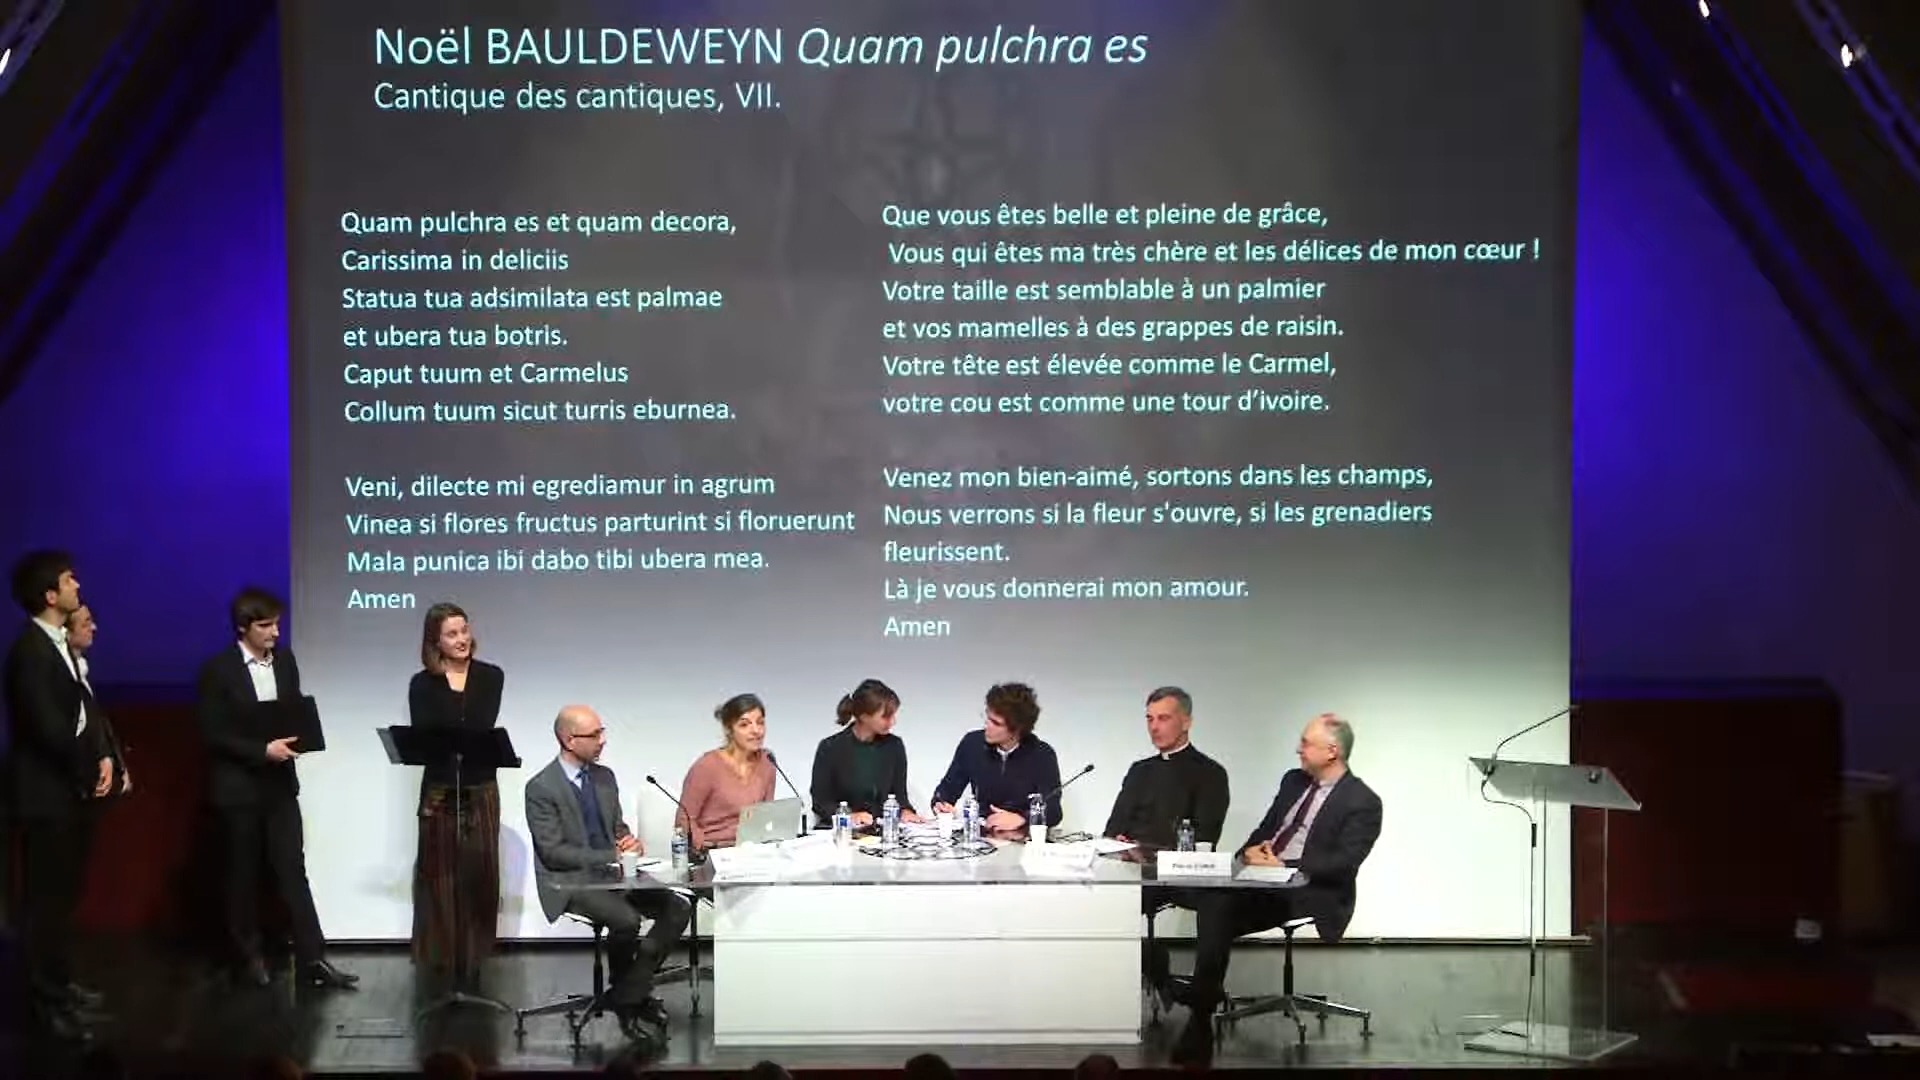 Noël BAULDEWEYN Quam pulchra es
Cantique des cantiques, VII.
Quam pulchra es et quam decora,
Carissima in deliciis
Statua tua adsimilata est palmae
et ubera tua botris.
Caput tuum et Carmelus
Collum tuum sicut turris eburnea.
Veni, dilecte mi egrediamur in agrum
Vinea si flores fructus parturint si floruerunt
Mala punica ibi dabo tibi ubera mea.
Amen
Que vous êtes belle et pleine de grâce,
Vous qui êtes ma très chère et les délices de mon cœur !
Votre taille est semblable à un palmier
et vos mamelles à des grappes de raisin.
Votre tête est élevée comme le Carmel,
votre cou est comme une tour d'ivoire.
Venez mon bien-aimé, sortons dans les champs,
Nous verrons si la fleur s'ouvre, si les grenadiers
fleurissent.
Là je vous donnerai mon amour.
Amen